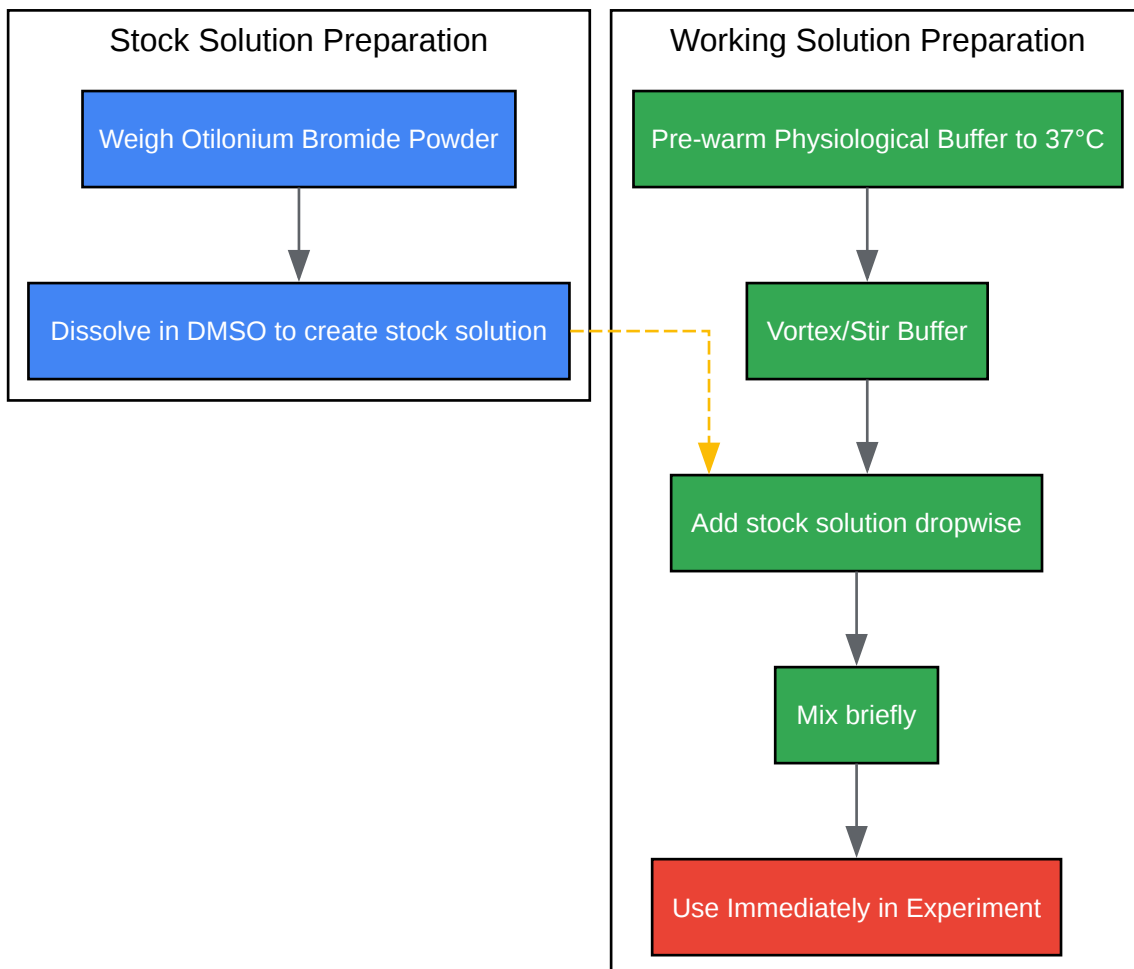 Stock Solution Preparation
Weigh Otilonium Bromide Powder
Dissolve in DMSO to create stock solution
Working Solution Preparation
Pre-warm Physiological Buffer to 37°C
Vortex/Stir Buffer
Add stock solution dropwise
Mix briefly
Use Immediately in Experiment